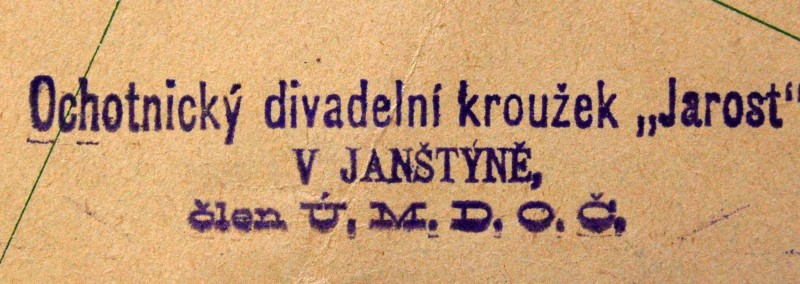 Ochotnický divadelní kroužek „Jarost“
V JANŠTÝNĚ,
člen Ú. M. D. O. Č.